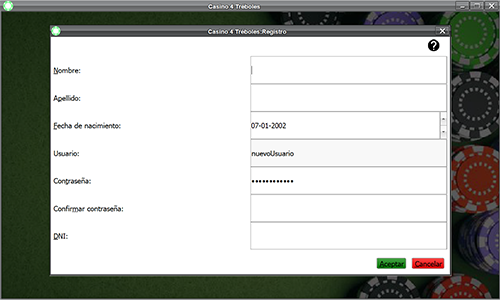 Casino 4 Treboles
Casino 4 Treboles:Registro
?
Nombre:
Apellido:
Fecha de nacimiento: 07-01-2002
Usuario: nuevoUsuario
Contraseña: ••••••••••••
Confirmar contraseña:
DNI:
Aceptar Cancelar